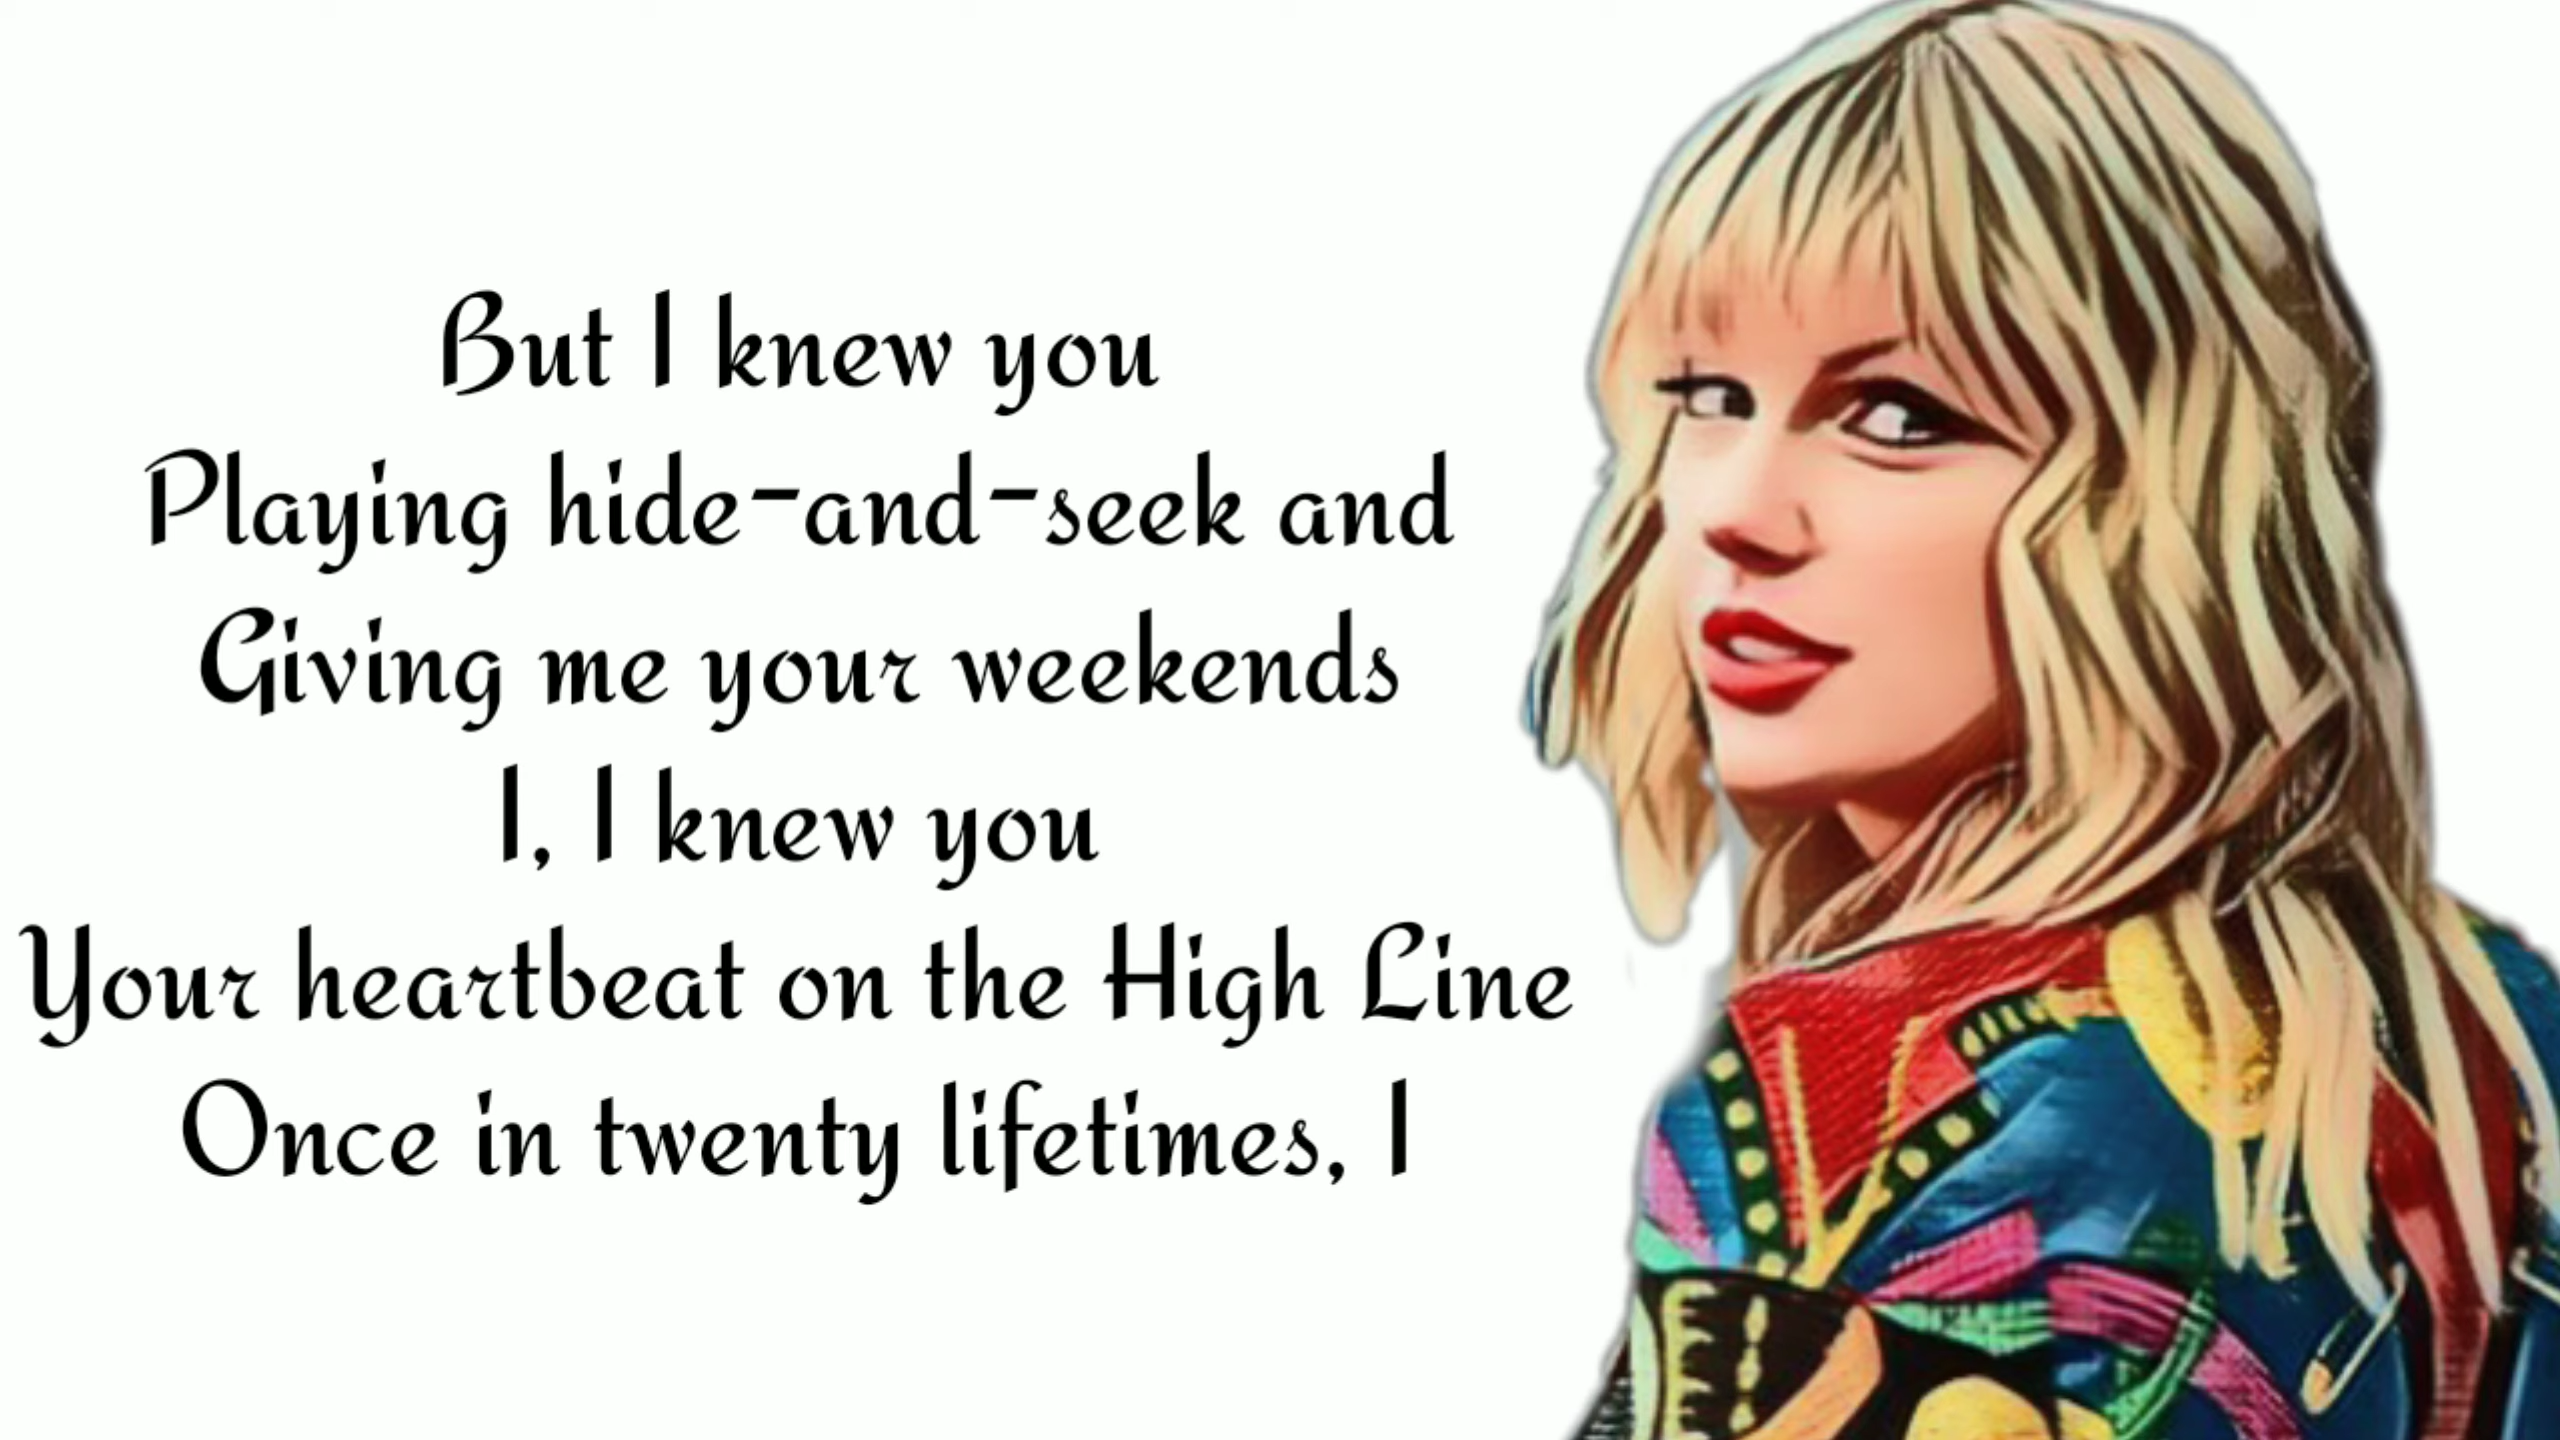 But I knew you
Playing hide-and-seek and
Giving me your weekends
I, I knew you
Your heartbeat on the High Line
Once in twenty lifetimes, I